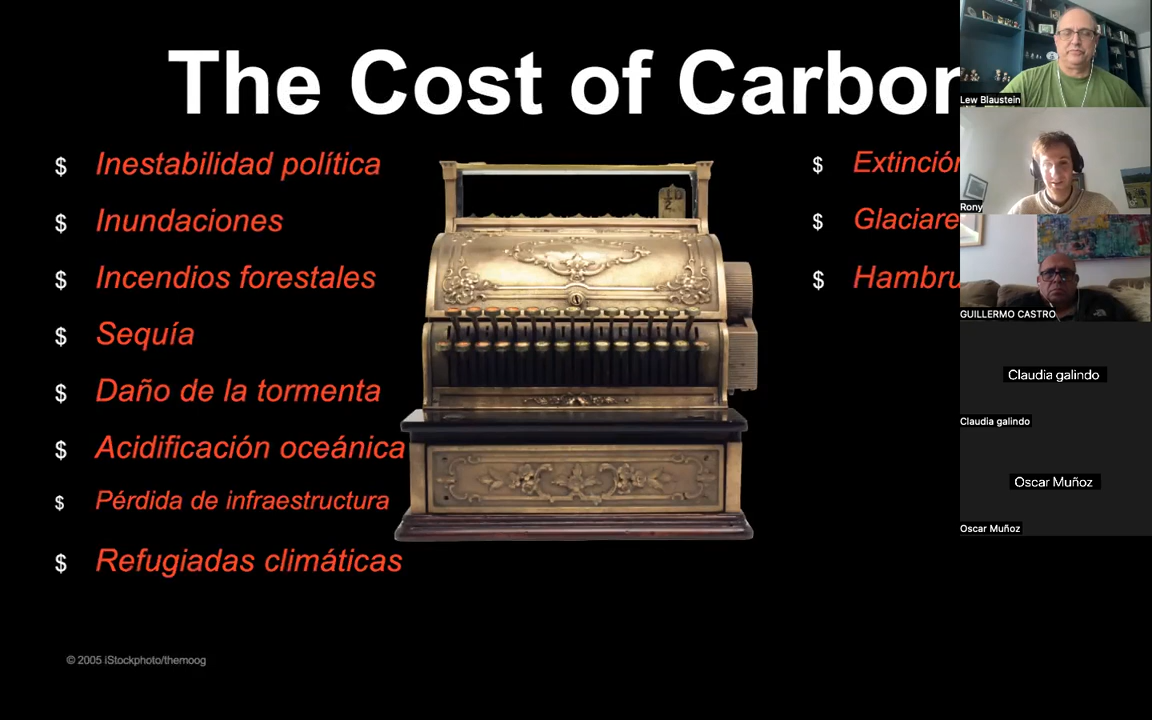 The Cost of Carbon
$ Inestabilidad política
$ Inundaciones
$ Incendios forestales
$ Sequía
$ Daño de la tormenta
$ Acidificación oceánica
$ Pérdida de infraestructura
$ Refugiadas climáticas
$ Extinción
$ Glaciare
$ Hambru
© 2005 iStockphoto/themoog
Lew Blaustein
Rony
GUILLERMO CASTRO
Claudia galindo
Claudia galindo
Oscar Muñoz
Oscar Muñoz